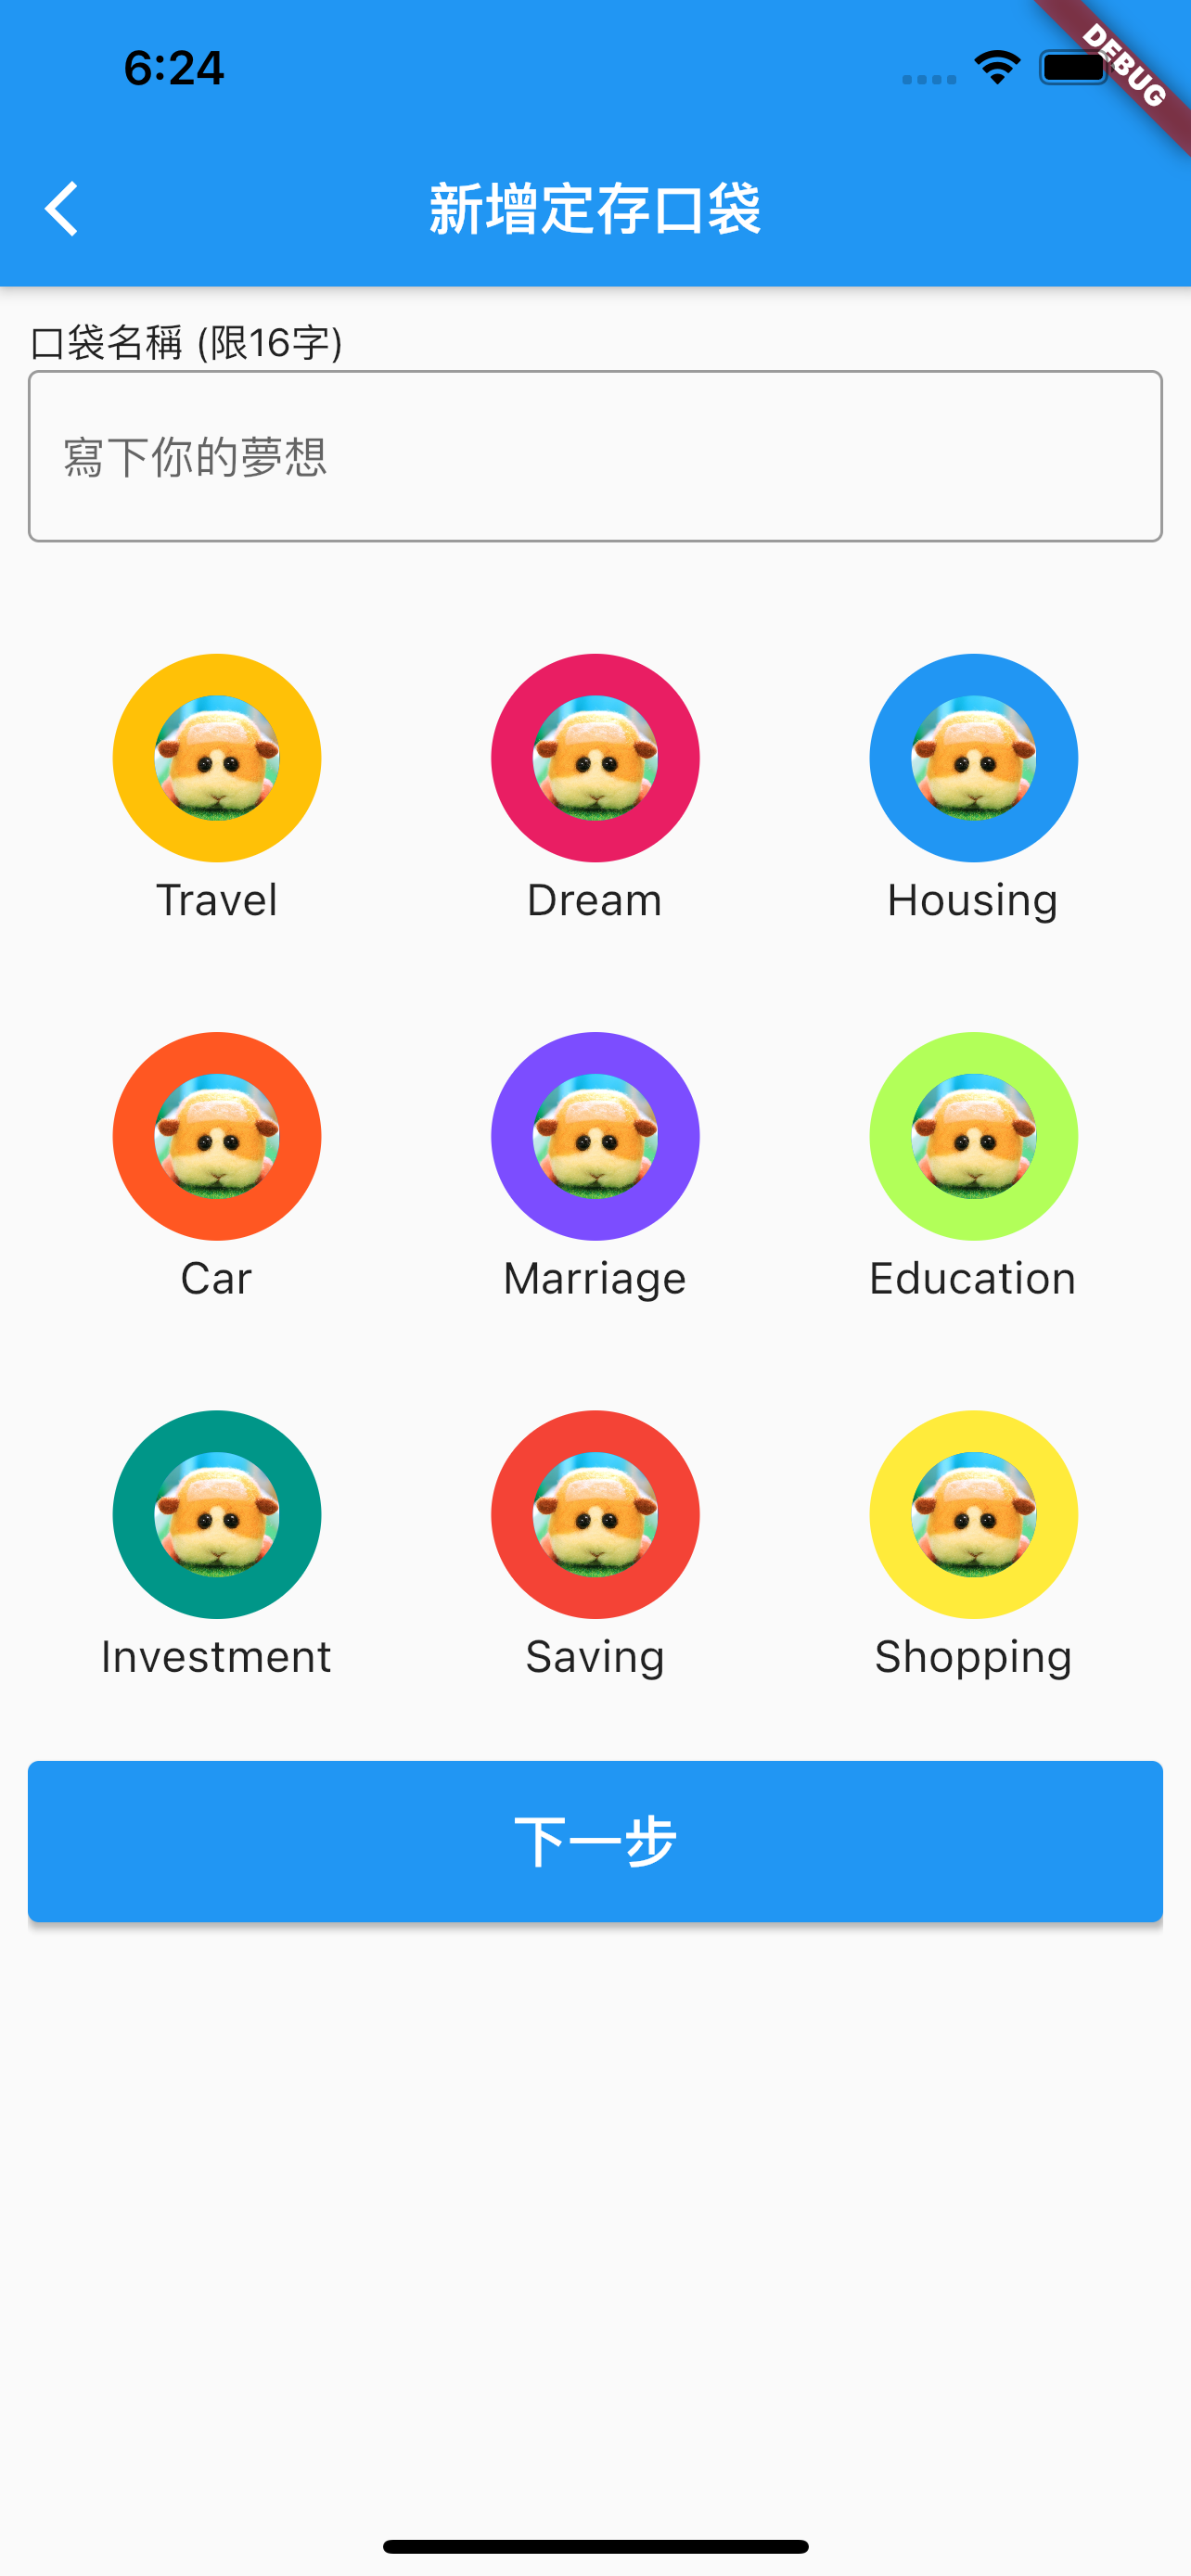 6:24
DEBUG
新增定存口袋
口袋名稱 (限16字)
寫下你的夢想
Travel
Dream
Housing
Car
Marriage
Education
Investment
Saving
Shopping
下一步